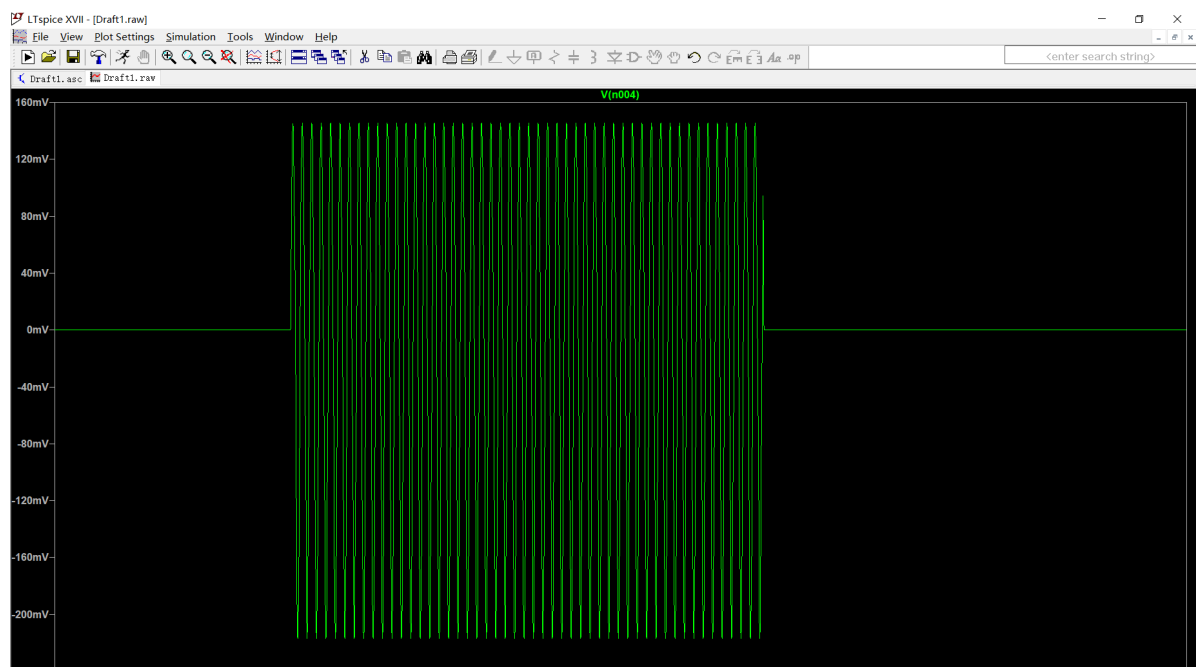 LTspice XVII - [Draft1.raw]
File View Plot Settings Simulation Tools Window Help
<enter search string>
Draft1.asc Draft1.raw
V(n004)
160mV
120mV
80mV
40mV
0mV
-40mV
-80mV
-120mV
-160mV
-200mV